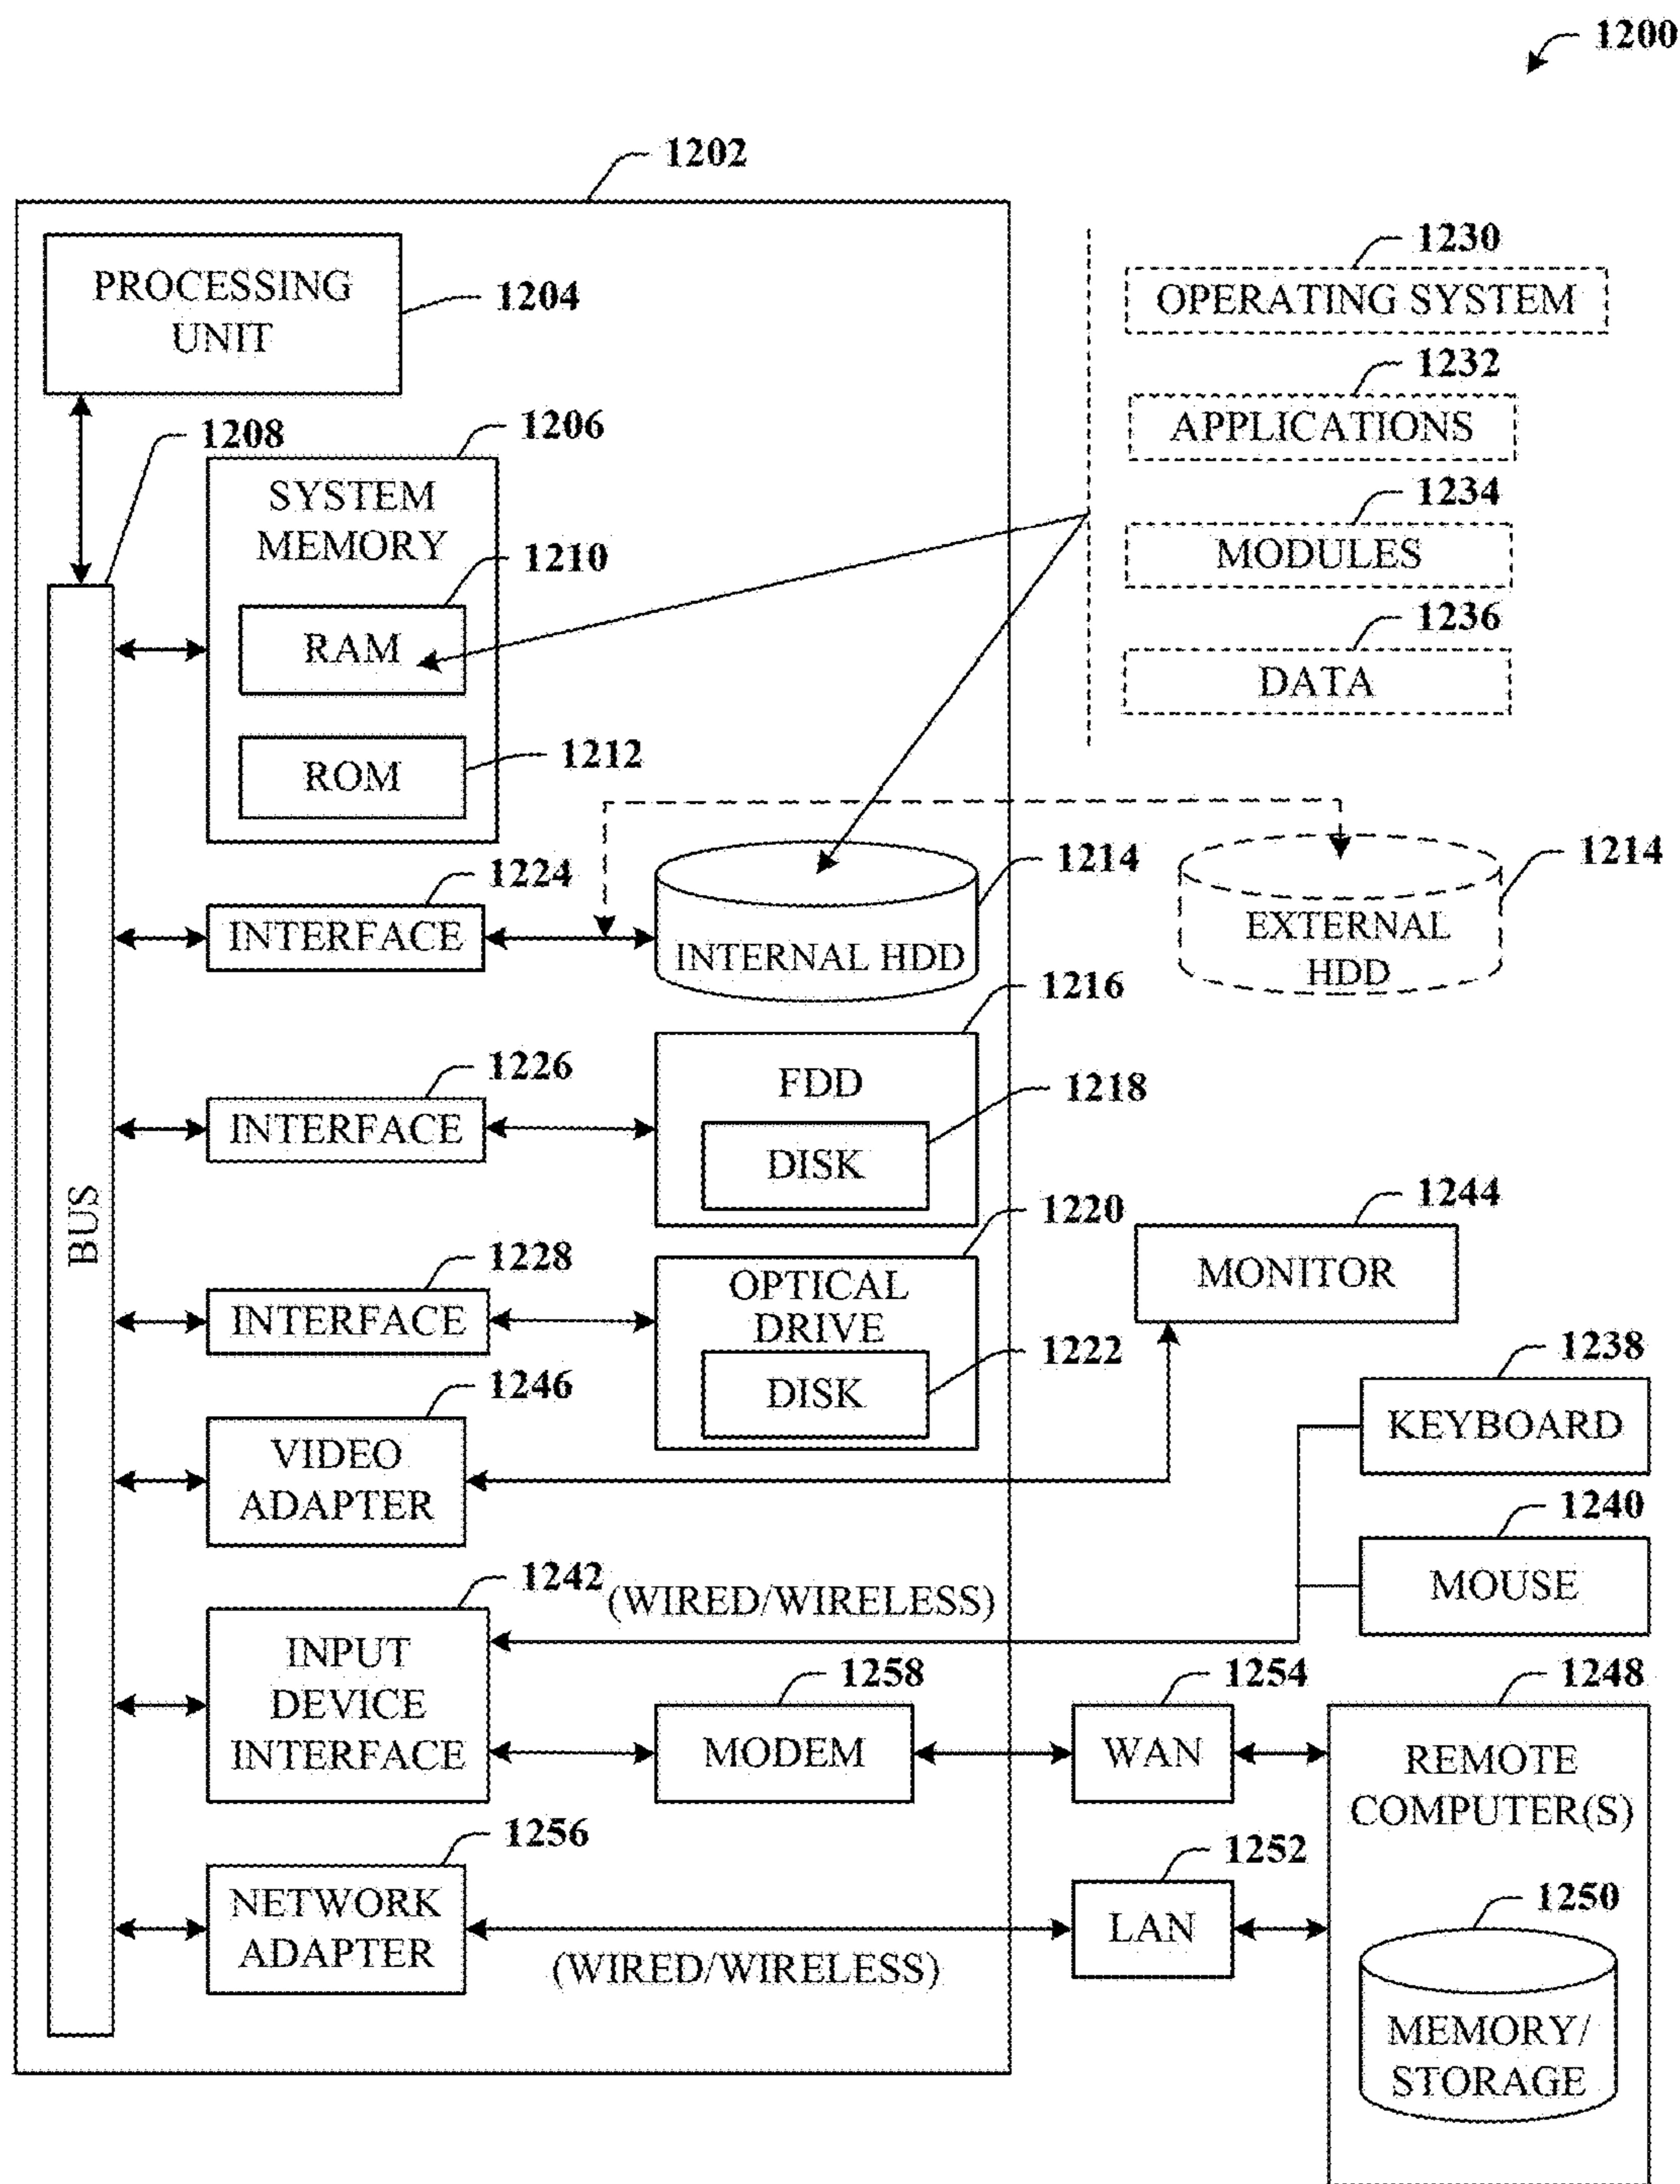 1200
1202
PROCESSING
UNIT
1204
1230
OPERATING SYSTEM
1232
APPLICATIONS
1234
MODULES
1236
DATA
1208
1206
SYSTEM
MEMORY
1210
RAM
1212
ROM
1224
INTERFACE
1214
INTERNAL HDD
1214
EXTERNAL
HDD
1216
FDD
1226
INTERFACE
1218
DISK
BUS
1220
OPTICAL
DRIVE
1228
INTERFACE
1222
DISK
1244
MONITOR
1246
VIDEO
ADAPTER
1238
KEYBOARD
1240
MOUSE
1242
(WIRED/WIRELESS)
INPUT
DEVICE
INTERFACE
1258
MODEM
1254
WAN
1248
REMOTE
COMPUTER(S)
1256
NETWORK
ADAPTER
(WIRED/WIRELESS)
1252
LAN
1250
MEMORY/
STORAGE